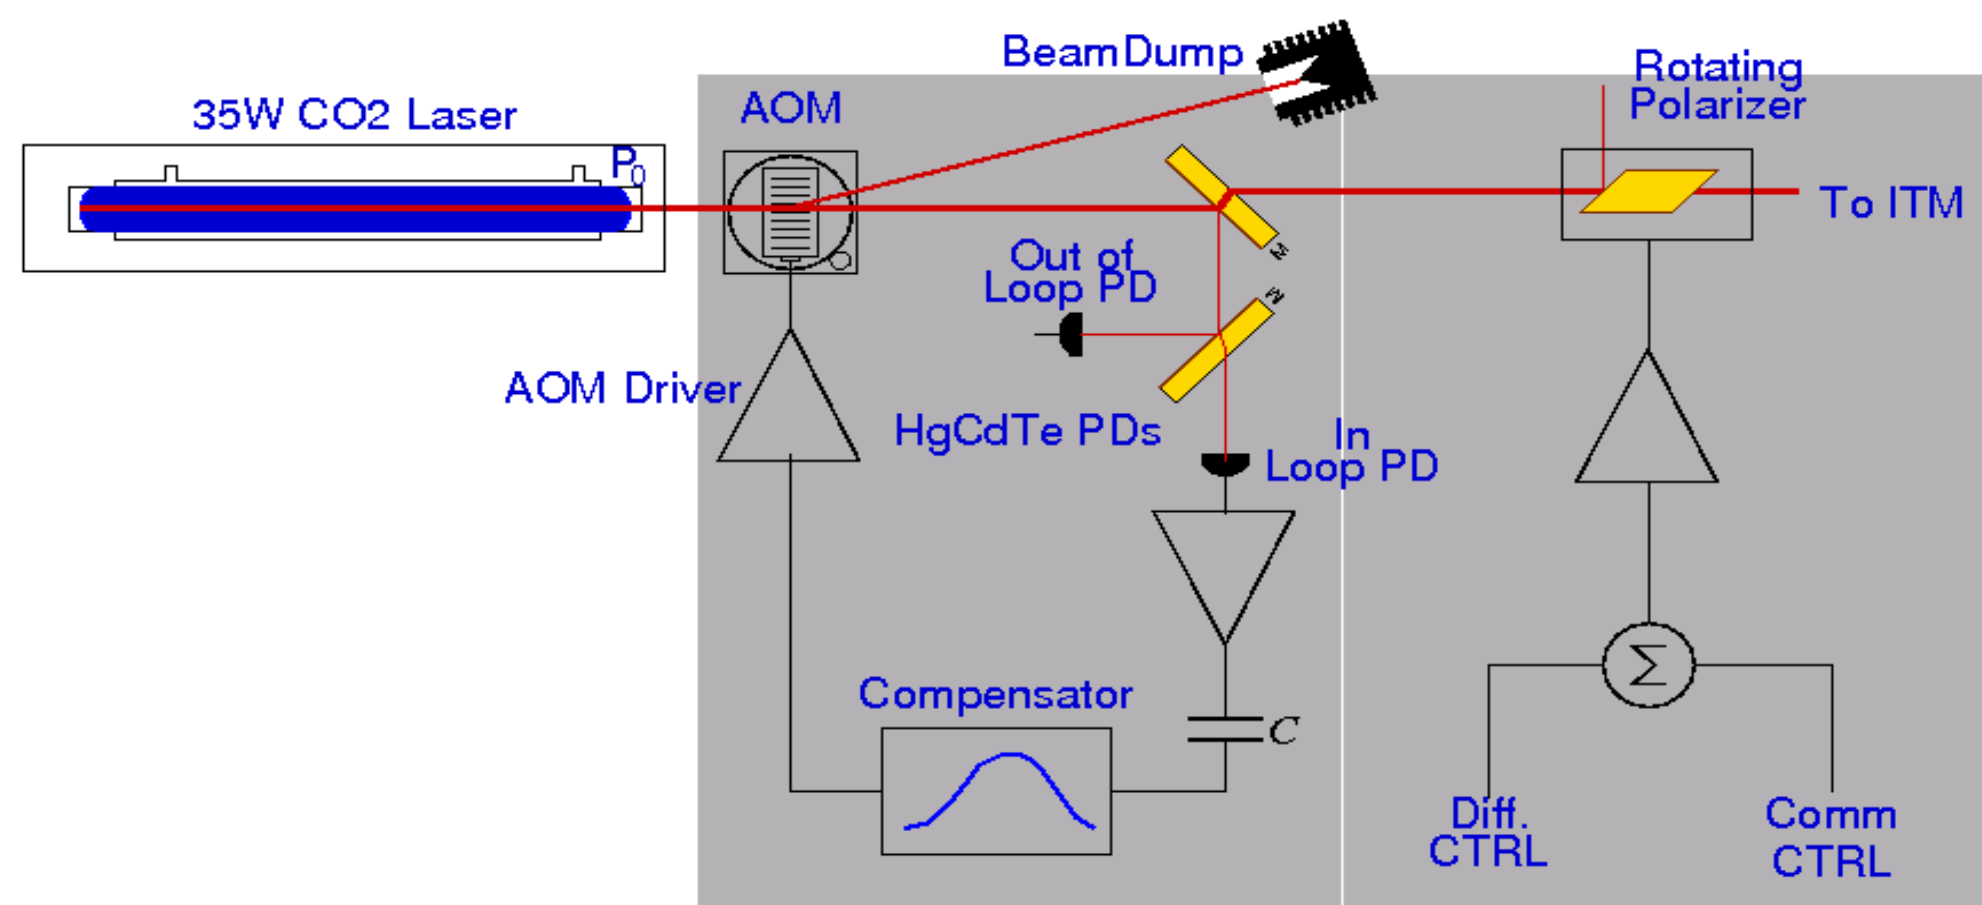 BeamDump
Rotating
Polarizer
35W CO2 Laser
AOM
P0
To ITM
Out of
Loop PD
AOM Driver
HgCdTe PDs
In
Loop PD
Σ
Compensator
C
Diff.
CTRL
Comm
CTRL